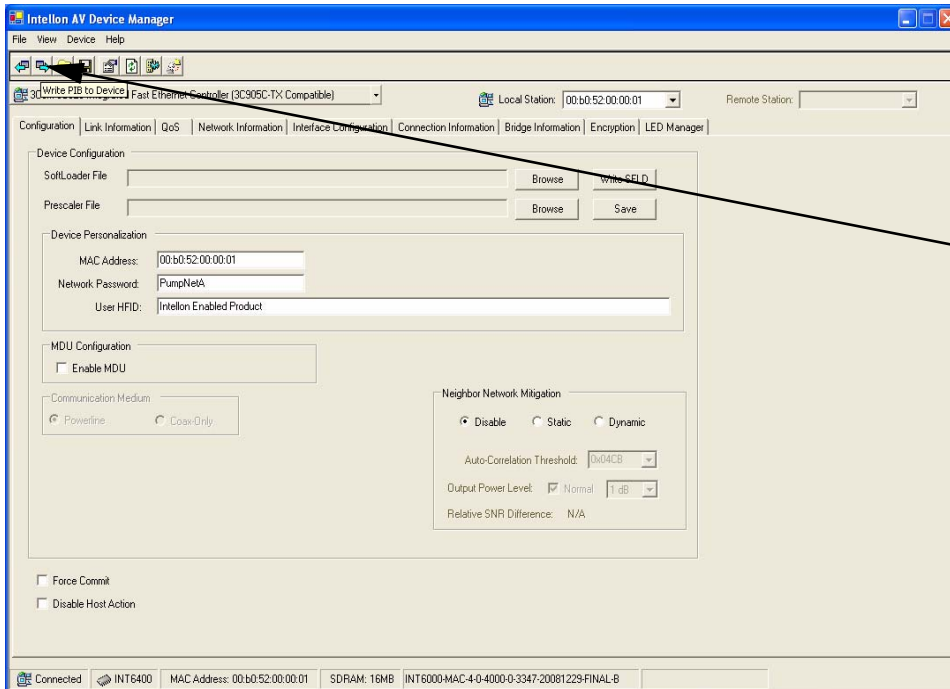 Intellon AV Device Manager
File View Device Help
Write PIB to Device
Fast Ethernet Controller (3C905C-TX Compatible)
Local Station: 00:b0:52:00:00:01
Remote Station:
Configuration Link Information QoS Network Information Interface Configuration Connection Information Bridge Information Encryption LED Manager
Device Configuration
SoftLoader File Browse Write SFLD
Prescaler File Browse Save
Device Personalization
MAC Address: 00:b0:52:00:00:01
Network Password: PumpNetA
User HFID: Intellon Enabled Product
MDU Configuration
Enable MDU
Communication Medium
Powerline Coax-Only
Neighbor Network Mitigation
Disable Static Dynamic
Auto-Correlation Threshold: 0x04CB
Output Power Level: Normal 1 dB
Relative SNR Difference: N/A
Force Commit
Disable Host Action
Connected INT6400 MAC Address: 00:b0:52:00:00:01 SDRAM: 16MB INT6000-MAC-4-0-4000-0-3347-20081229-FINAL-B